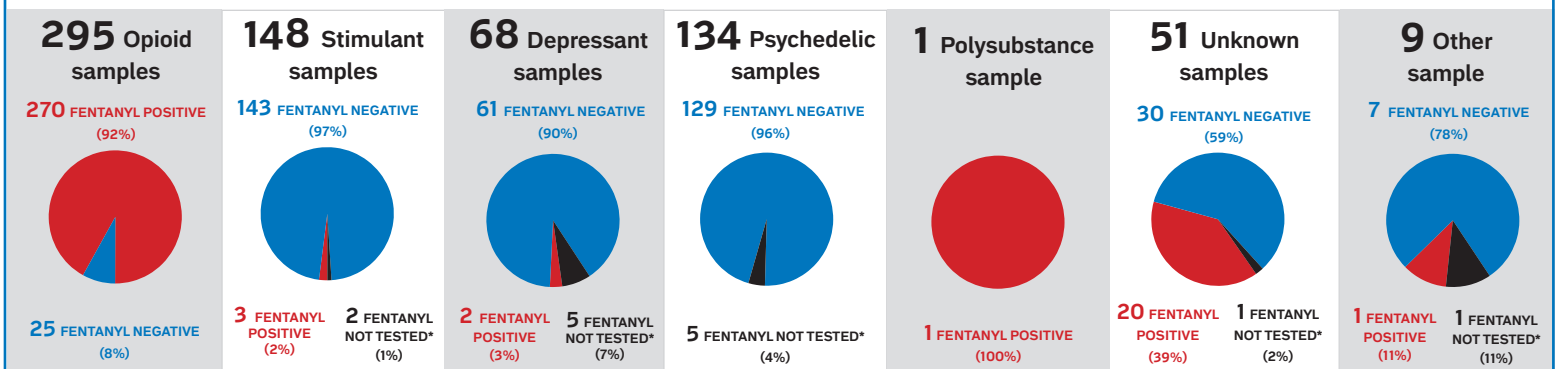 295 Opioid
samples
270 FENTANYL POSITIVE
(92%)
25 FENTANYL NEGATIVE
(8%)
148 Stimulant
samples
143 FENTANYL NEGATIVE
(97%)
3 FENTANYL
POSITIVE
(2%)
2 FENTANYL
NOT TESTED*
(1%)
68 Depressant
samples
61 FENTANYL NEGATIVE
(90%)
2 FENTANYL
POSITIVE
(3%)
5 FENTANYL
NOT TESTED*
(7%)
134 Psychedelic
samples
129 FENTANYL NEGATIVE
(96%)
5 FENTANYL NOT TESTED*
(4%)
1 Polysubstance
sample
1 FENTANYL POSITIVE
(100%)
51 Unknown
samples
30 FENTANYL NEGATIVE
(59%)
20 FENTANYL
POSITIVE
(39%)
1 FENTANYL
NOT TESTED*
(2%)
9 Other
sample
7 FENTANYL NEGATIVE
(78%)
1 FENTANYL
POSITIVE
(11%)
1 FENTANYL
NOT TESTED*
(11%)